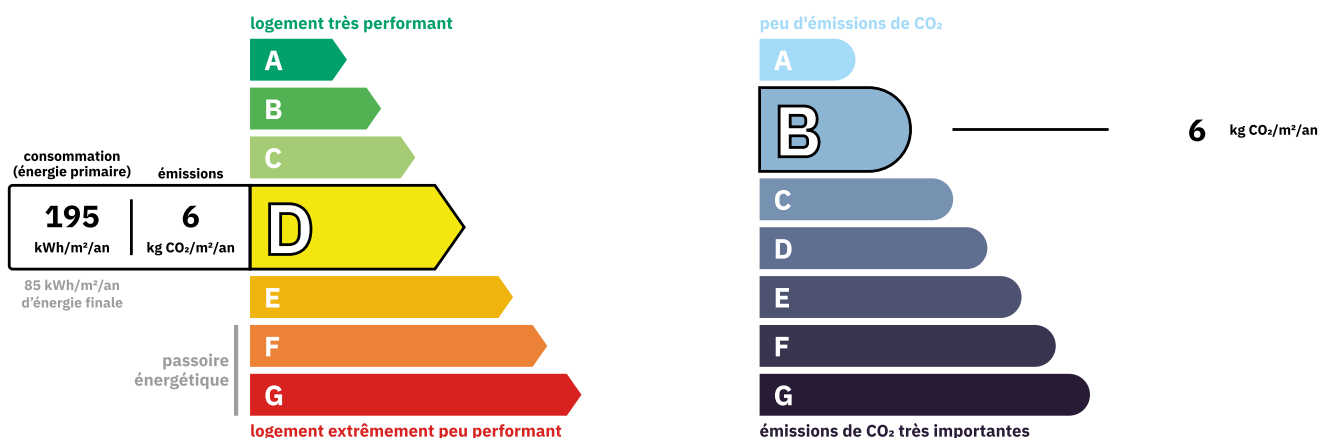 logement très performant
A
B
C
consommation
(énergie primaire)
émissions
195
kWh/m²/an
6
kg CO₂/m²/an
D
85 kWh/m²/an
d'énergie finale
E
passoire
énergétique
F
G
logement extrêmement peu performant
peu d'émissions de CO₂
A
B
6 kg CO₂/m²/an
C
D
E
F
G
émissions de CO₂ très importantes